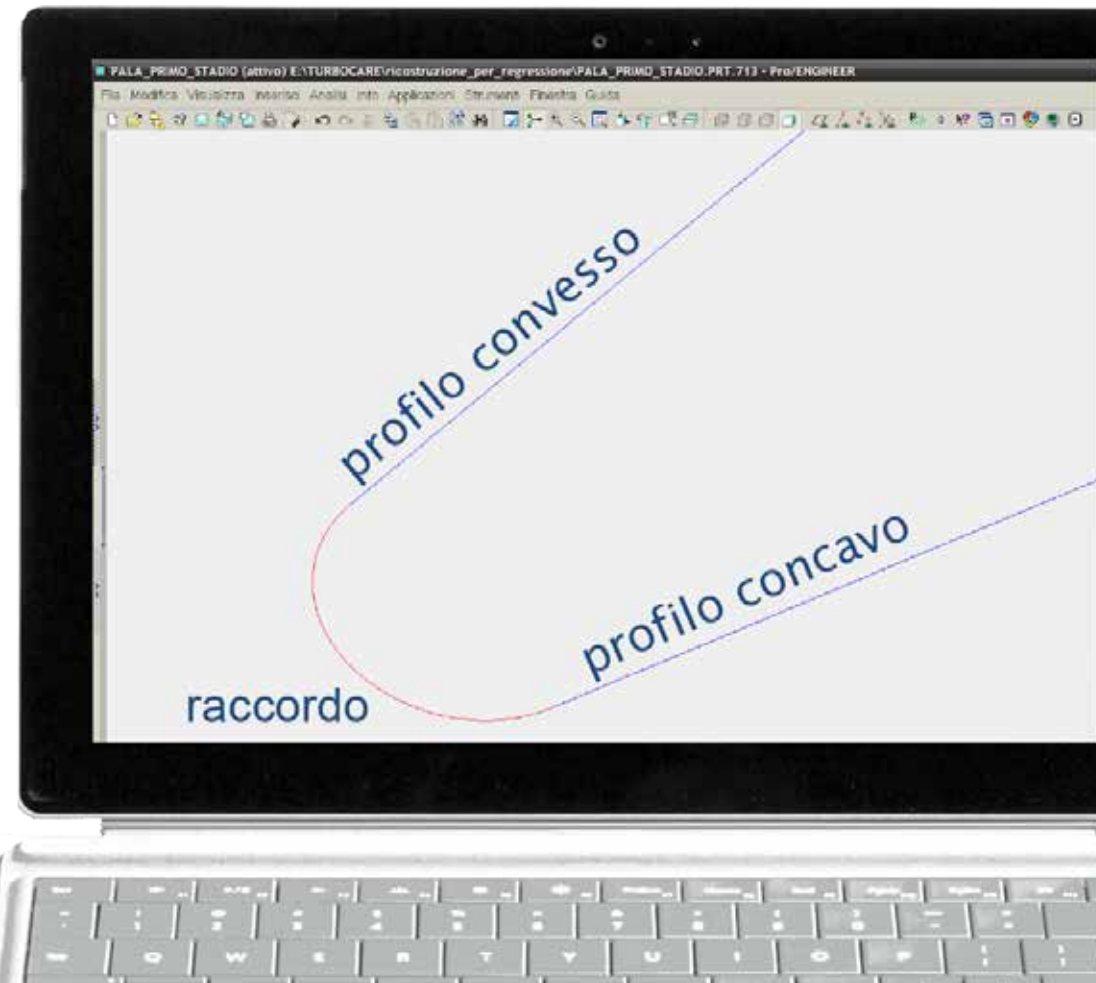 PALA_PRIMO_STADIO (attivo) E:\TURBOCARE\ricostruzione_per_regressione\PALA_PRIMO_STADIO.PRT.713 - Pro/ENGINEER
File Modifica Visualizza Inserisci Analisi Info Applicazioni Strumenti Finestra Guida
profilo convesso
profilo concavo
raccordo
Q W E R T Y U I O P